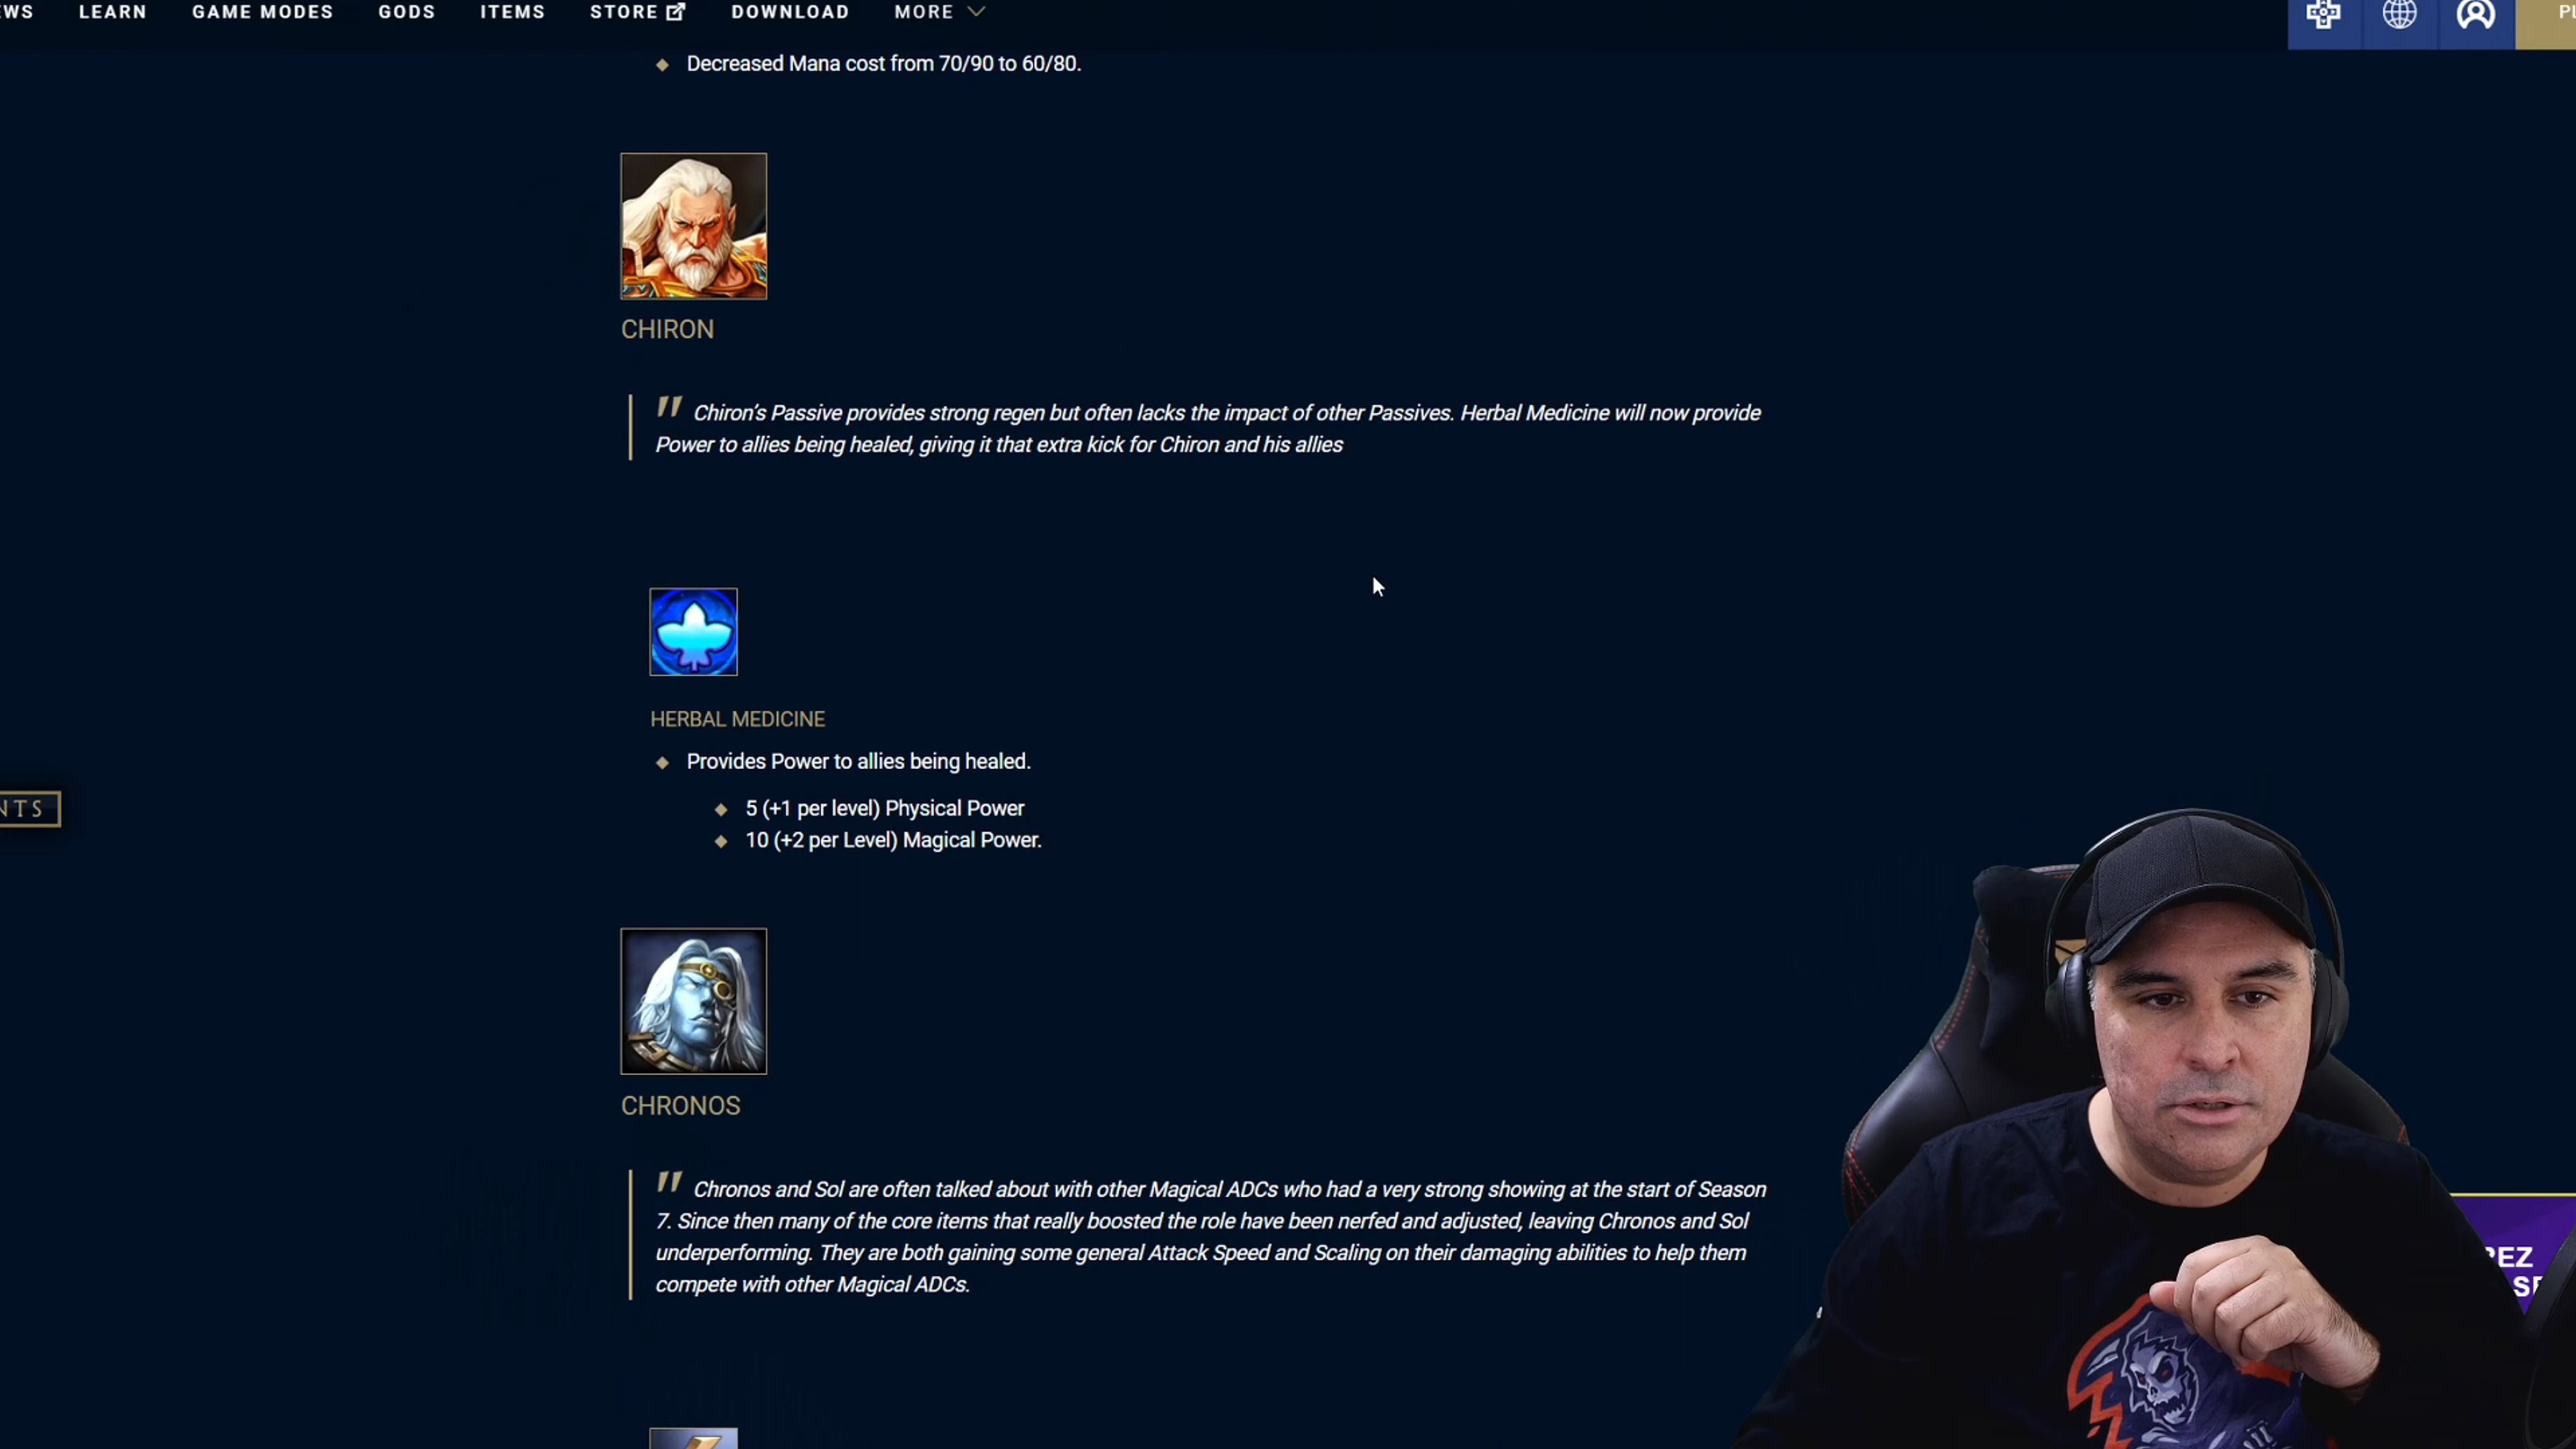 EWS LEARN GAME MODES GODS ITEMS STORE DOWNLOAD MORE PL
Decreased Mana cost from 70/90 to 60/80.
CHIRON
" Chiron's Passive provides strong regen but often lacks the impact of other Passives. Herbal Medicine will now provide
Power to allies being healed, giving it that extra kick for Chiron and his allies
HERBAL MEDICINE
Provides Power to allies being healed.
5 (+1 per level) Physical Power
NTS
10 (+2 per Level) Magical Power.
CHRONOS
" Chronos and Sol are often talked about with other Magical ADCs who had a very strong showing at the start of Season
7. Since then many of the core items that really boosted the role have been nerfed and adjusted, leaving Chronos and Sol
underperforming. They are both gaining some general Attack Speed and Scaling on their damaging abilities to help them
compete with other Magical ADCs.
REZ
SE